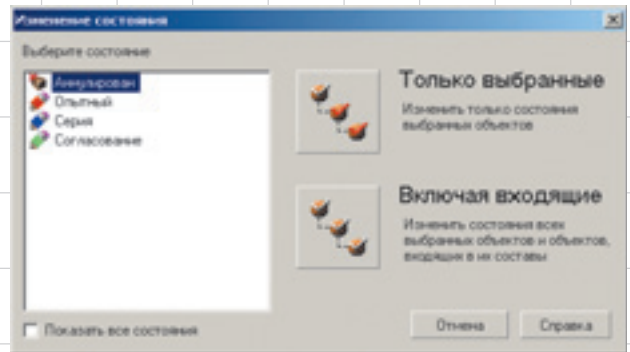 Изменение состояния
Выберите состояние
Аннулирован
Опытный
Серия
Согласование
Показать все состояния
Только выбранные
Изменить только состояния
выбранных объектов
Включая входящие
Изменить состояния всех
выбранных объектов и объектов,
входящих в их составы
Отмена
Справка